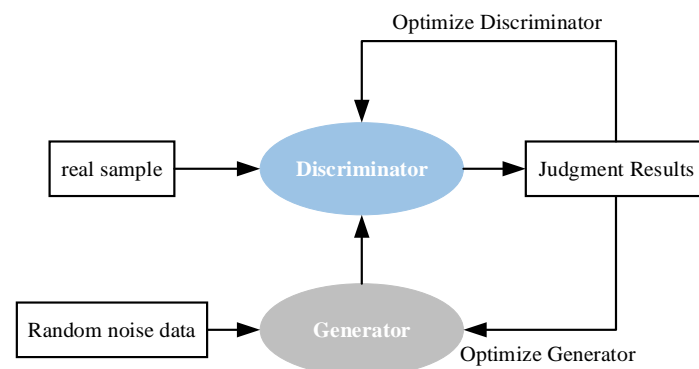 Optimize Discriminator
real sample
Discriminator
Judgment Results
Random noise data
Generator
Optimize Generator